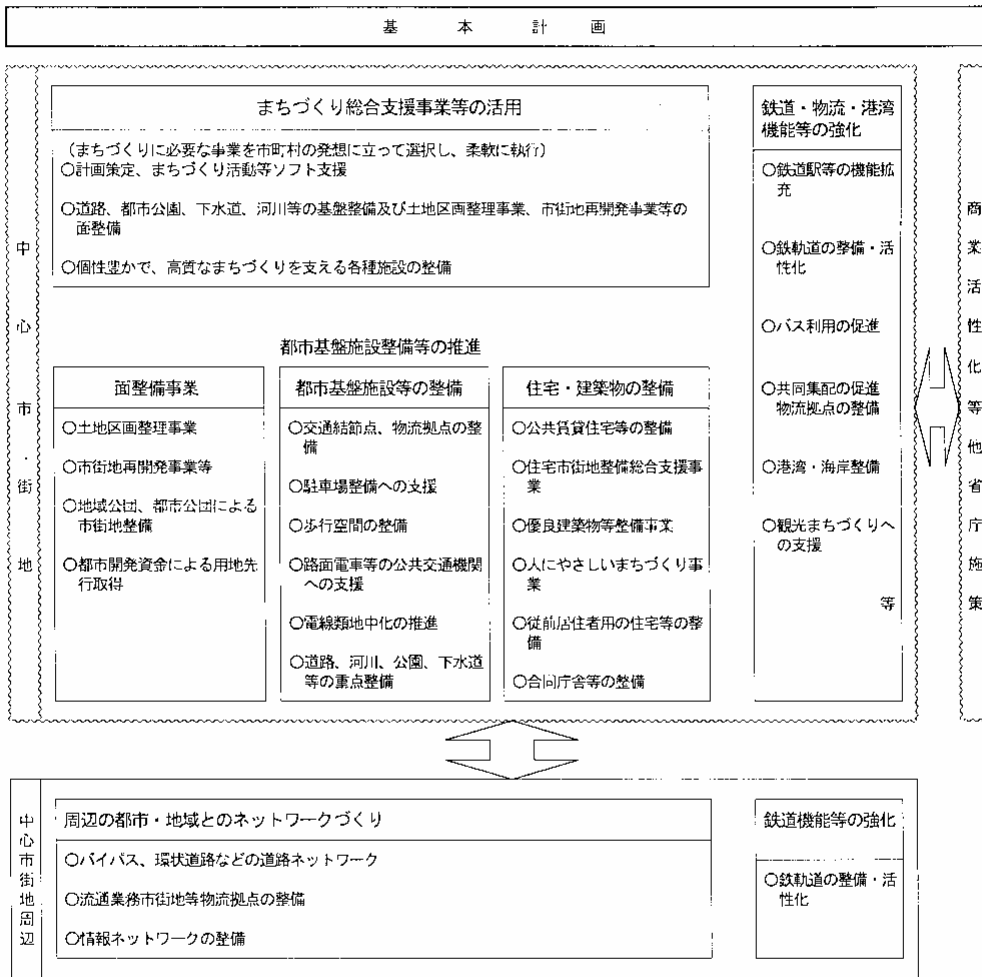 基本計画
中心市街地
まちづくり総合支援事業等の活用
(まちづくりに必要な事業を市町村の発想に立って選択し、柔軟に執行)
○計画策定、まちづくり活動等ソフト支援
○道路、都市公園、下水道、河川等の基盤整備及び土地区画整理事業、市街地再開発事業等の
面整備
○個性豊かで、高質なまちづくりを支える各種施設の整備
都市基盤施設整備等の推進
面整備事業
○土地区画整理事業
○市街地再開発事業等
○地域公団、都市公団による
市街地整備
○都市開発資金による用地先
行取得
都市基盤施設等の整備
○交通結節点、物流拠点の整
備
○駐車場整備への支援
○歩行空間の整備
○路面電車等の公共交通機関
への支援
○電線類地中化の推進
○道路、河川、公園、下水道
等の重点整備
住宅・建築物の整備
○公共賃貸住宅等の整備
○住宅市街地整備総合支援事
業
○優良建築物等整備事業
○人にやさしいまちづくり事
業
○従前居住者用の住宅等の整
備
○合同庁舎等の整備
鉄道・物流・港湾
機能等の強化
○鉄道駅等の機能拡
充
○鉄軌道の整備・活
性化
○バス利用の促進
○共同集配の促進
物流拠点の整備
○港湾・海岸整備
○観光まちづくりへ
の支援
等
商業活性化等他省庁施策
中心市街地周辺
周辺の都市・地域とのネットワークづくり
○バイパス、環状道路などの道路ネットワーク
○流通業務市街地等物流拠点の整備
○情報ネットワークの整備
鉄道機能等の強化
○鉄軌道の整備・活
性化